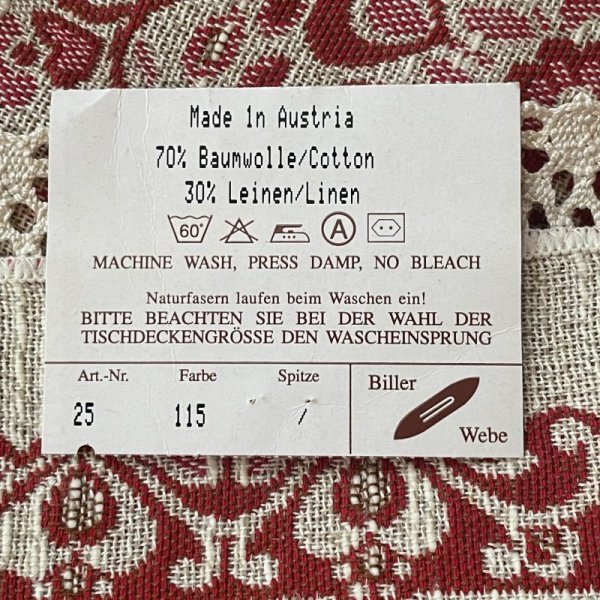 Made in Austria
70% Baumwolle/Cotton
30% Leinen/Linen
60° A
MACHINE WASH, PRESS DAMP, NO BLEACH
Naturfasern laufen beim Waschen ein!
BITTE BEACHTEN SIE BEI DER WAHL DER
TISCHDECKENGRÖSSE DEN WASCHEINSPRUNG
Art.-Nr. Farbe Spitze
25 115 /
Biller
Webe